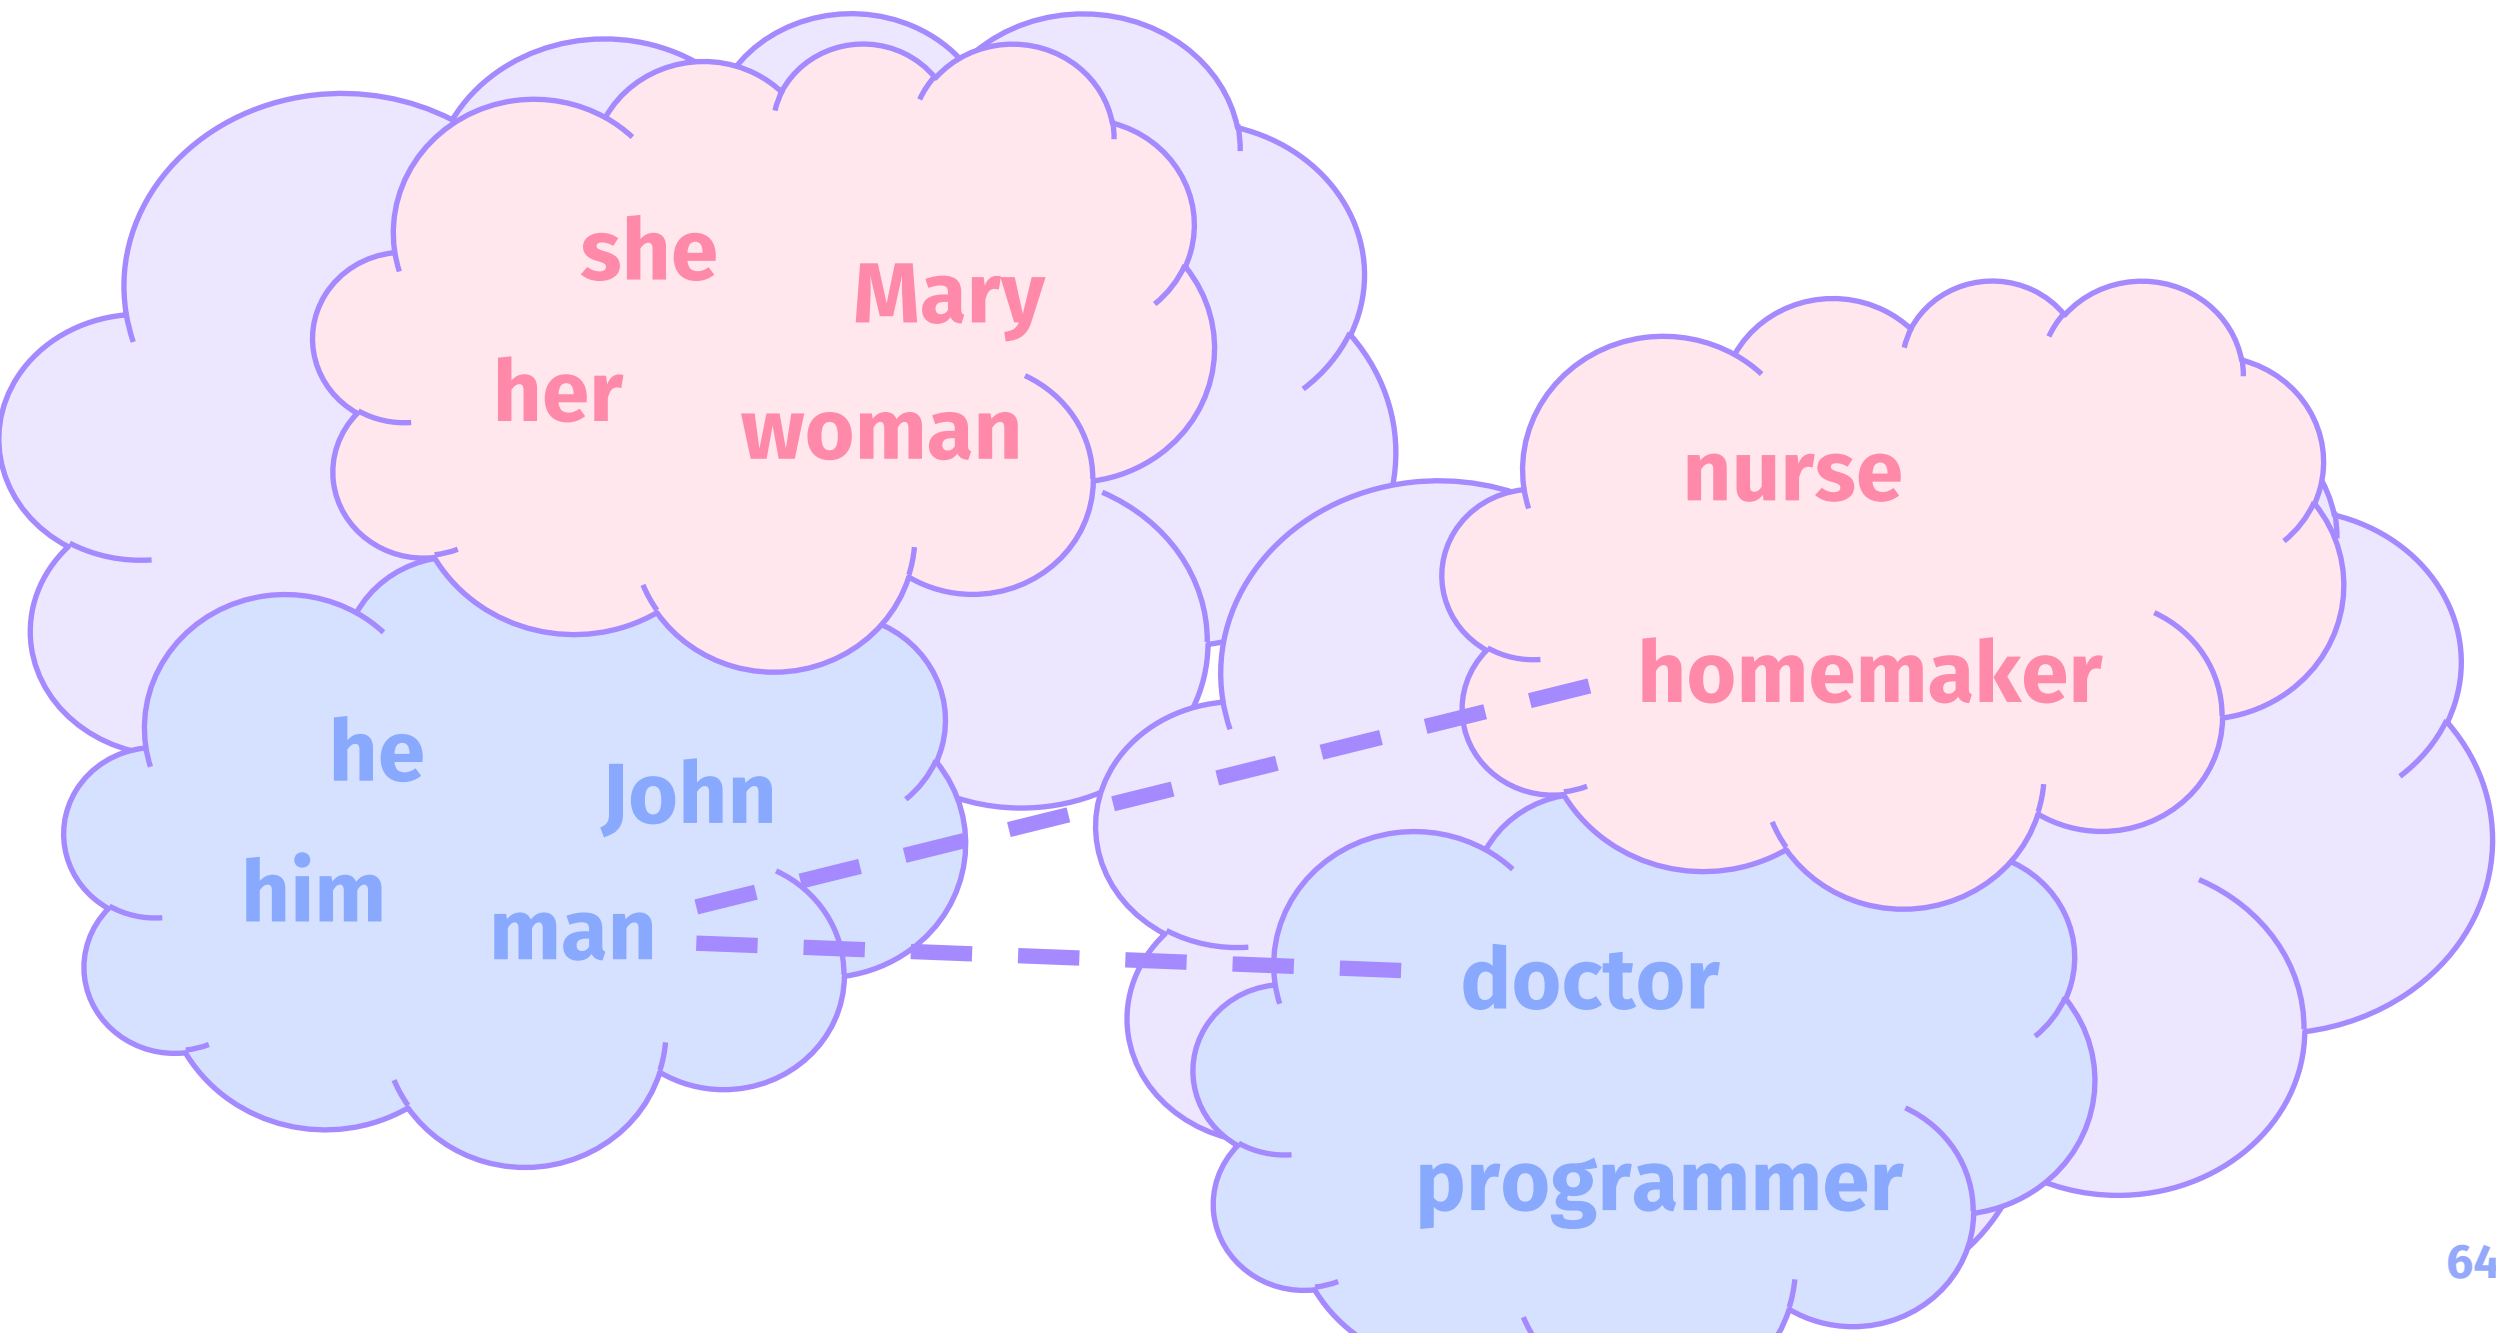 she
Mary
her
woman
he
John
him
man
nurse
homemaker
doctor
programmer
64